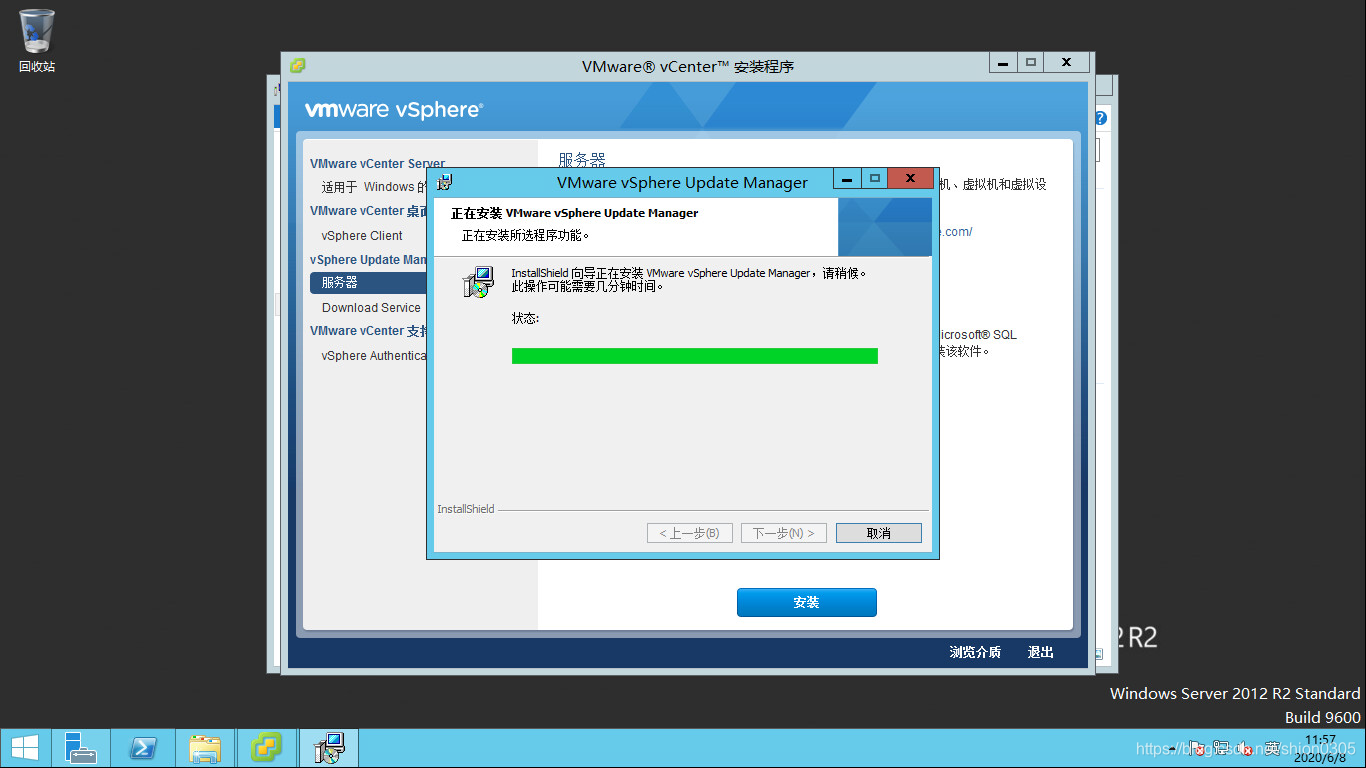 回收站
VMware® vCenter™ 安装程序
vmware vSphere®
VMware vCenter Server
适用于 Windows 的
VMware vCenter 桌面
vSphere Client
vSphere Update Man
服务器
Download Service
VMware vCenter 支持
vSphere Authentica
服务器
机、虚拟机和虚拟设
e.com/
icrosoft® SQL
装该软件。
VMware vSphere Update Manager
正在安装 VMware vSphere Update Manager
正在安装所选程序功能。
InstallShield 向导正在安装 VMware vSphere Update Manager，请稍候。
此操作可能需要几分钟时间。
状态:
InstallShield
< 上一步(B)
下一步(N) >
取消
安装
浏览介质
退出
2 R2
Windows Server 2012 R2 Standard
Build 9600
英
11:57
2020/6/8
https://blog.csdn.net/shion0305